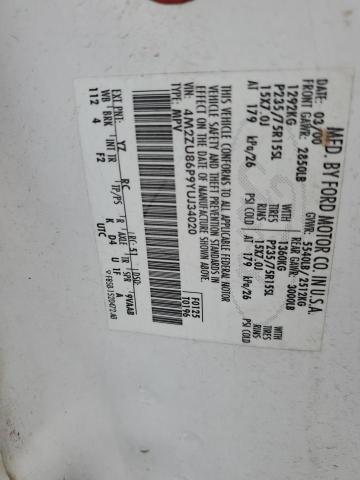 MFD. BY FORD MOTOR CO. IN U.S.A.
DATE: 03/00 GVWR: 5540LB / 2512KG
FRONT GAWR: 2850LB REAR GAWR: 3000LB
1292KG 1360KG
P235/75R15SL TIRES P235/75R15SL
15X7.0J RIMS 15X7.0J
AT 179 kPa/26 PSI COLD AT 179 kPa/26 PSI COLD
THIS VEHICLE CONFORMS TO ALL APPLICABLE FEDERAL MOTOR
VEHICLE SAFETY AND THEFT PREVENTION STANDARDS IN
EFFECT ON THE DATE OF MANUFACTURE SHOWN ABOVE.
4M2ZU86P9YUJ34020 F0125
MPV T0196
EXT PNT: YZ RC: 51 DSO:
WB BRK INT TR TP/PS R AXLE TR SPR 9YAAB
112 4 F2 K D4 U 1F A
UTC